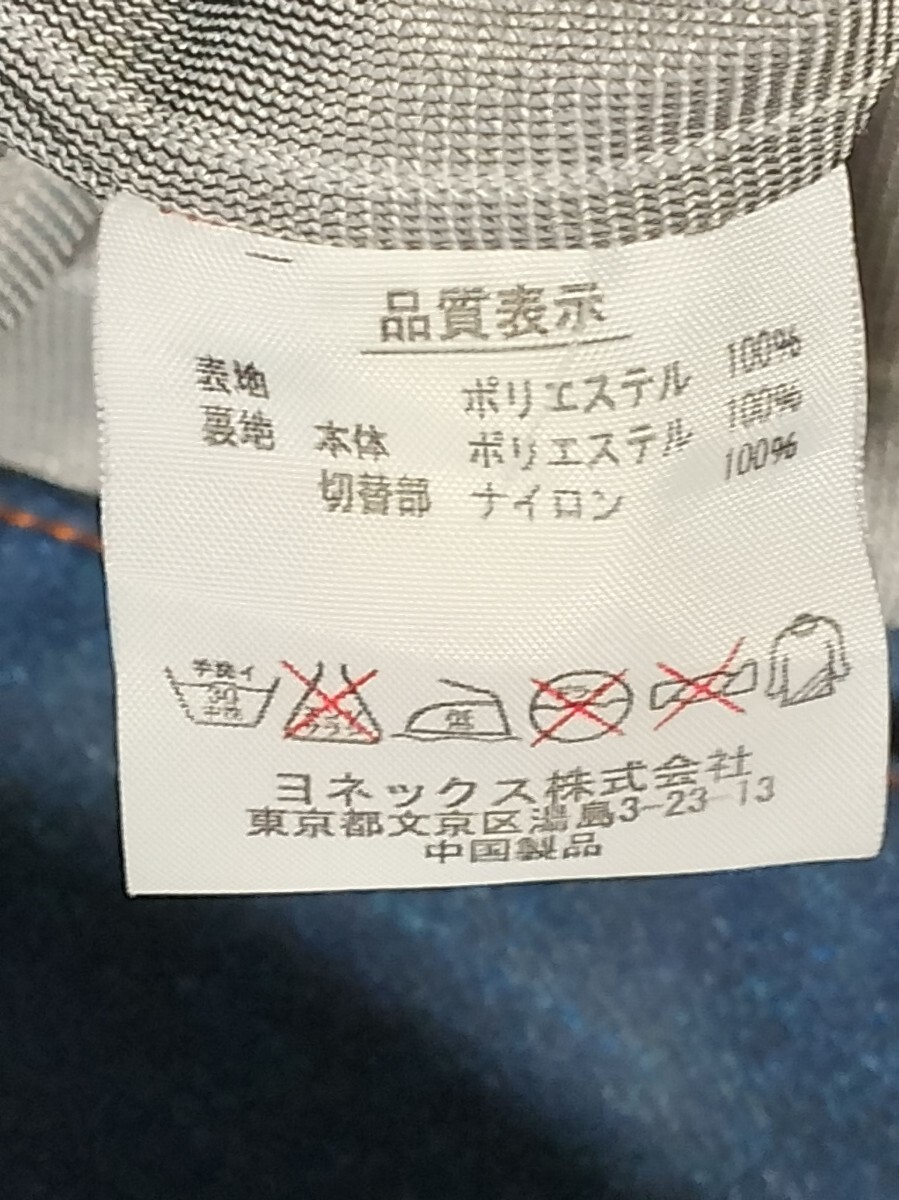 品質表示
表地 ポリエステル 100%
裏地 本体 ポリエステル 100%
切替部 ナイロン 100%
手洗イ
30
中性
低
ヨネックス株式会社
東京都文京区湯島3-23-13
中国製品